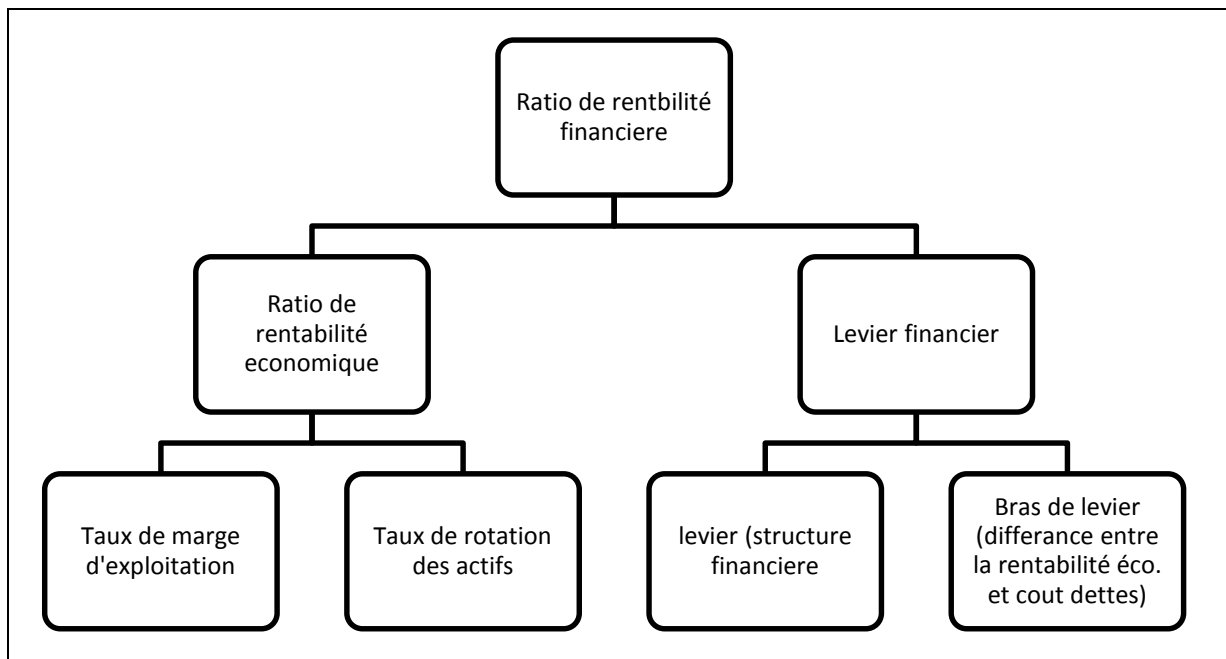 Ratio de rentbilité
financiere
Ratio de
rentabilité
economique
Levier financier
Taux de marge
d'exploitation
Taux de rotation
des actifs
levier (structure
financiere
Bras de levier
(differance entre
la rentabilité éco.
et cout dettes)